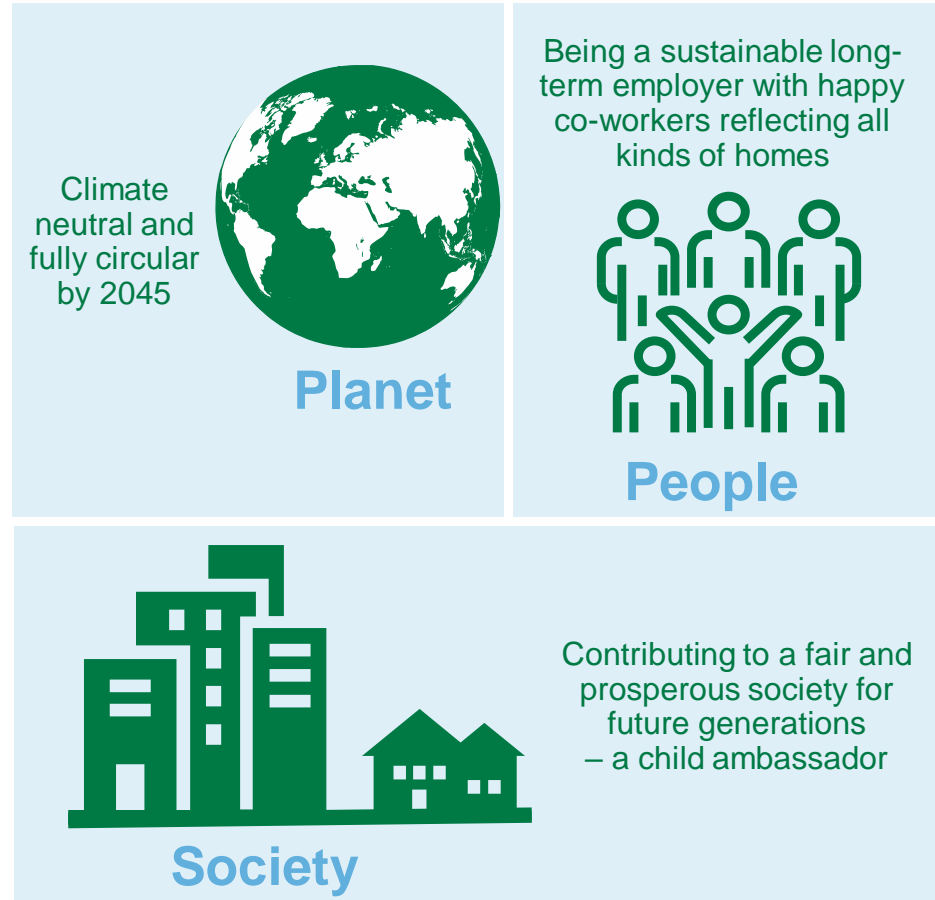 Climate
neutral and
fully circular
by 2045
Planet
Being a sustainable long-
term employer with happy
co-workers reflecting all
kinds of homes
People
Society
Contributing to a fair and
prosperous society for
future generations
– a child ambassador